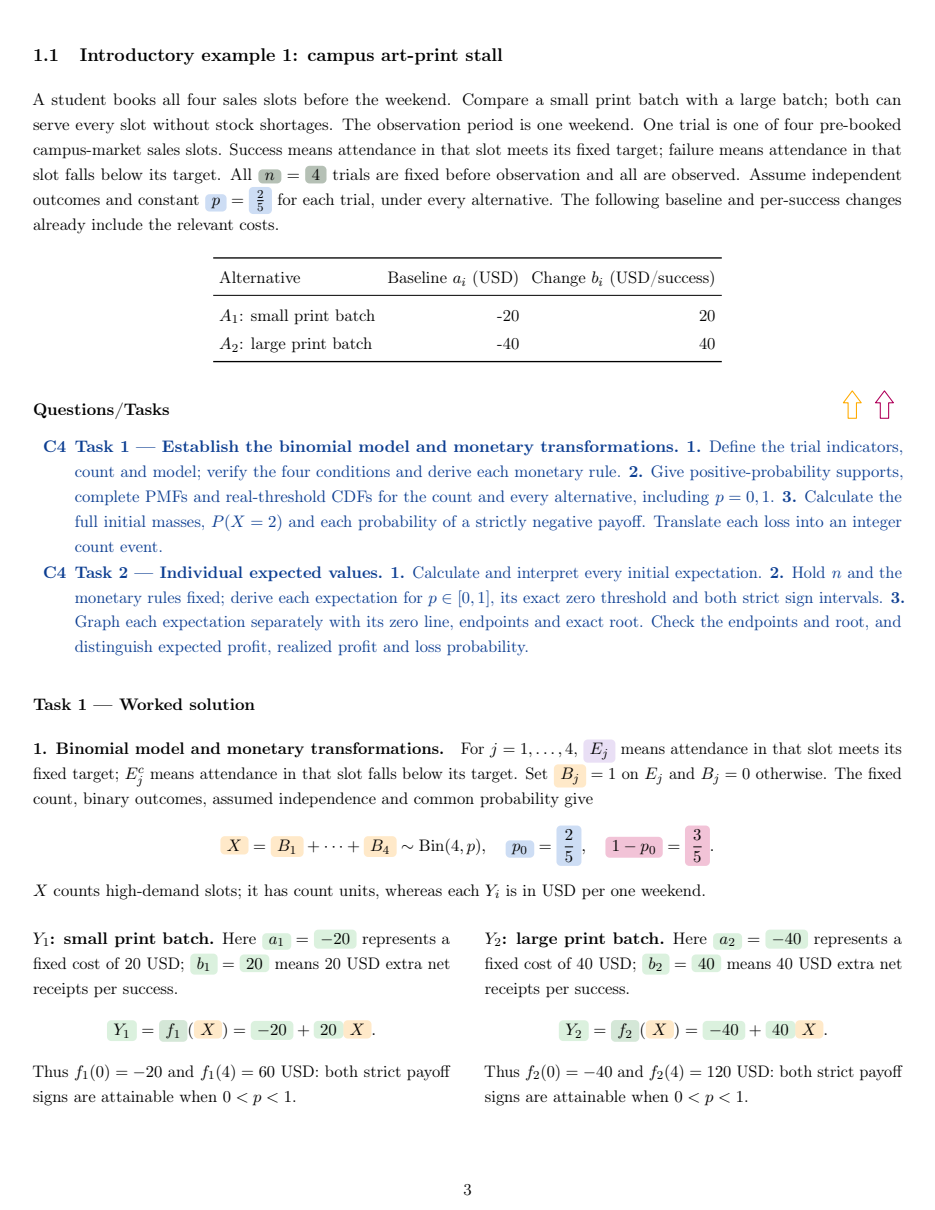 1.1 Introductory example 1: campus art-print stall
A student books all four sales slots before the weekend. Compare a small print batch with a large batch; both can
serve every slot without stock shortages. The observation period is one weekend. One trial is one of four pre-booked
campus-market sales slots. Success means attendance in that slot meets its fixed target; failure means attendance in that
slot falls below its target. All n = 4 trials are fixed before observation and all are observed. Assume independent
outcomes and constant p = 2/5 for each trial, under every alternative. The following baseline and per-success changes
already include the relevant costs.
Alternative Baseline a_i (USD) Change b_i (USD/success)
A_1: small print batch -20 20
A_2: large print batch -40 40
Questions/Tasks
C4 Task 1 — Establish the binomial model and monetary transformations. 1. Define the trial indicators,
count and model; verify the four conditions and derive each monetary rule. 2. Give positive-probability supports,
complete PMFs and real-threshold CDFs for the count and every alternative, including p = 0, 1. 3. Calculate the
full initial masses, P(X = 2) and each probability of a strictly negative payoff. Translate each loss into an integer
count event.
C4 Task 2 — Individual expected values. 1. Calculate and interpret every initial expectation. 2. Hold n and the
monetary rules fixed; derive each expectation for p ∈ [0, 1], its exact zero threshold and both strict sign intervals. 3.
Graph each expectation separately with its zero line, endpoints and exact root. Check the endpoints and root, and
distinguish expected profit, realized profit and loss probability.
Task 1 — Worked solution
1. Binomial model and monetary transformations. For j = 1, . . . , 4, E_j means attendance in that slot meets its
fixed target; E_j^c means attendance in that slot falls below its target. Set B_j = 1 on E_j and B_j = 0 otherwise. The fixed
count, binary outcomes, assumed independence and common probability give
X = B_1 + · · · + B_4 ∼ Bin(4, p), p_0 = 2/5, 1 − p_0 = 3/5.
X counts high-demand slots; it has count units, whereas each Y_i is in USD per one weekend.
Y_1: small print batch. Here a_1 = −20 represents a
fixed cost of 20 USD; b_1 = 20 means 20 USD extra net
receipts per success.
Y_1 = f_1(X) = −20 + 20 X.
Thus f_1(0) = −20 and f_1(4) = 60 USD: both strict payoff
signs are attainable when 0 < p < 1.
Y_2: large print batch. Here a_2 = −40 represents a
fixed cost of 40 USD; b_2 = 40 means 40 USD extra net
receipts per success.
Y_2 = f_2(X) = −40 + 40 X.
Thus f_2(0) = −40 and f_2(4) = 120 USD: both strict payoff
signs are attainable when 0 < p < 1.
3